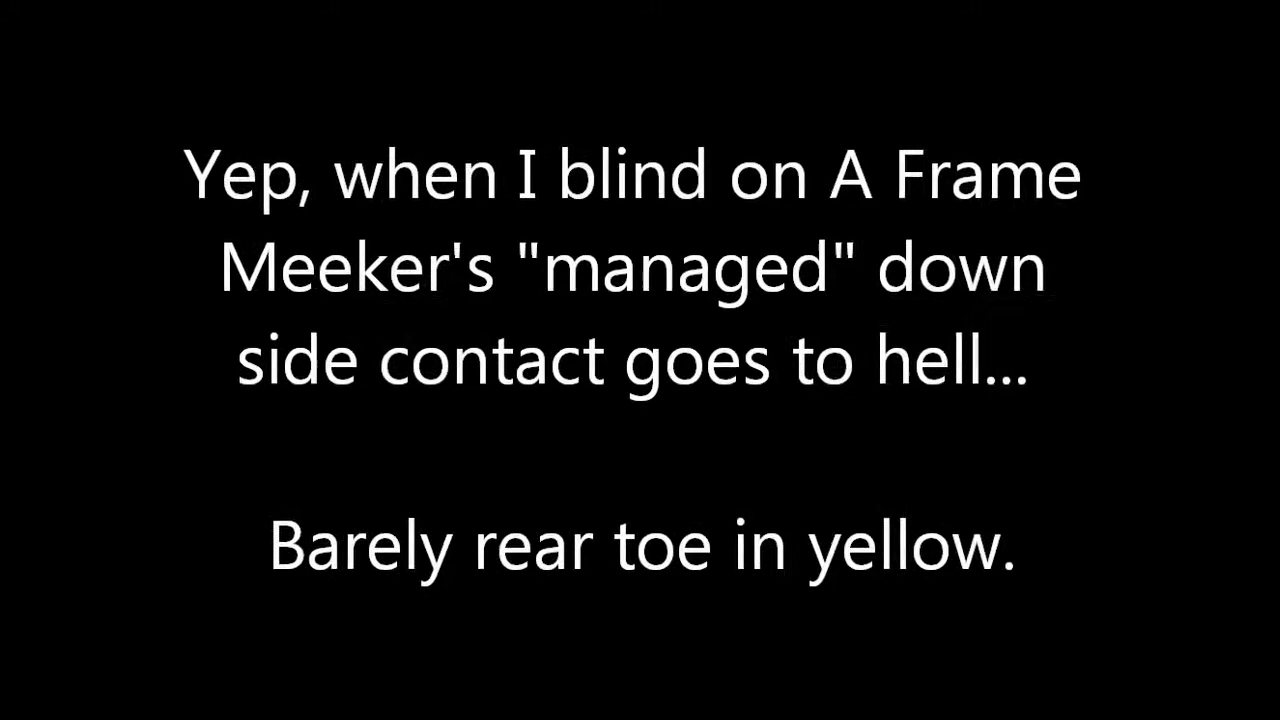 Yep, when I blind on A Frame
Meeker's "managed" down
side contact goes to hell...
Barely rear toe in yellow.